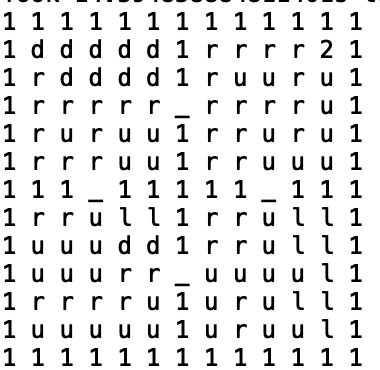 1 1 1 1 1 1 1 1 1 1 1 1 1
1 d d d d d 1 r r r r 2 1
1 r d d d d 1 r u u r u 1
1 r r r r r _ r r r r u 1
1 r u r u u 1 r r u r u 1
1 r r r u u 1 r r u u u 1
1 1 1 _ 1 1 1 1 1 _ 1 1 1
1 r r u l l 1 r r u l l 1
1 u u u d d 1 r r u l l 1
1 u u u r r _ u u u u l 1
1 r r r r u 1 u r u l l 1
1 u u u u u 1 u r u u l 1
1 1 1 1 1 1 1 1 1 1 1 1 1